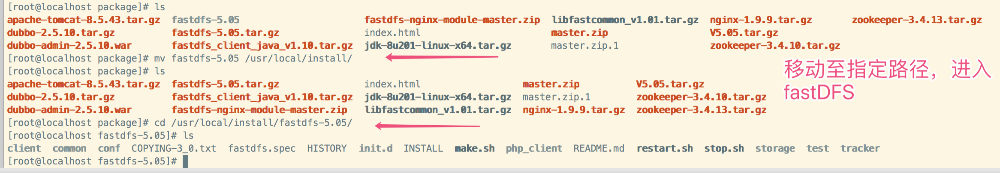 [root@localhost package]# ls
apache-tomcat-8.5.43.tar.gz  fastdfs-5.05  fastdfs-nginx-module-master.zip  libfastcommon_v1.01.tar.gz  nginx-1.9.9.tar.gz  zookeeper-3.4.13.tar.gz
dubbo-2.5.10.tar.gz  fastdfs-5.05.tar.gz  index.html  master.zip  V5.05.tar.gz
dubbo-admin-2.5.10.war  fastdfs_client_java_v1.10.tar.gz  jdk-8u201-linux-x64.tar.gz  master.zip.1  zookeeper-3.4.10.tar.gz
[root@localhost package]# mv fastdfs-5.05 /usr/local/install/
[root@localhost package]# ls
apache-tomcat-8.5.43.tar.gz  fastdfs-5.05.tar.gz  index.html  master.zip  V5.05.tar.gz
dubbo-2.5.10.tar.gz  fastdfs_client_java_v1.10.tar.gz  jdk-8u201-linux-x64.tar.gz  master.zip.1  zookeeper-3.4.10.tar.gz
dubbo-admin-2.5.10.war  fastdfs-nginx-module-master.zip  libfastcommon_v1.01.tar.gz  nginx-1.9.9.tar.gz  zookeeper-3.4.13.tar.gz
[root@localhost package]# cd /usr/local/install/fastdfs-5.05/
[root@localhost fastdfs-5.05]# ls
client  common  conf  COPYING-3_0.txt  fastdfs.spec  HISTORY  init.d  INSTALL  make.sh  php_client  README.md  restart.sh  stop.sh  storage  test  tracker
[root@localhost fastdfs-5.05]#
移动至指定路径，进入
fastDFS